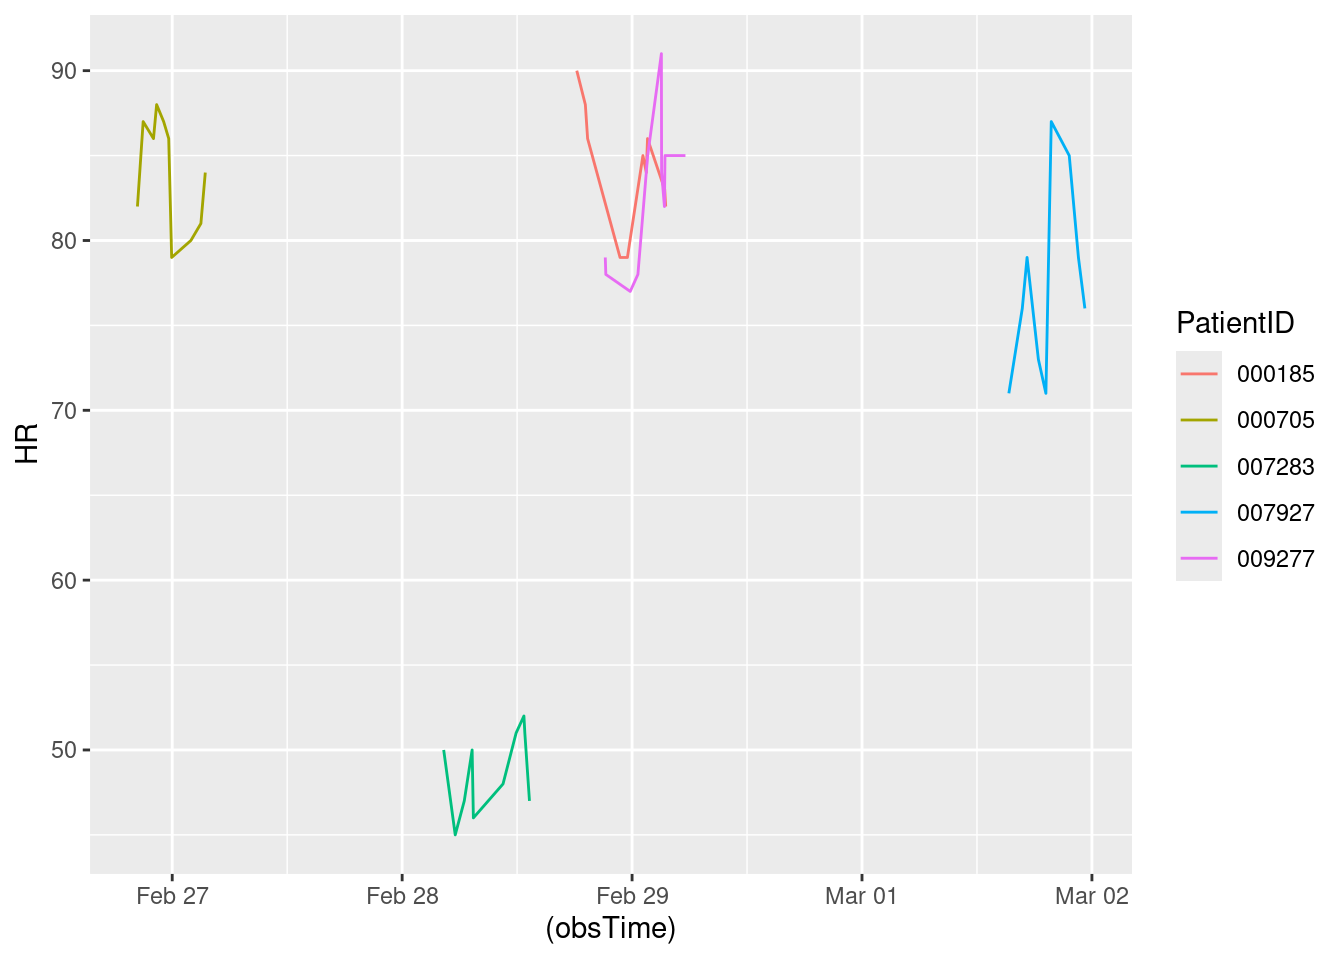 90
80
70
60
50
HR
Feb 27
Feb 28
Feb 29
Mar 01
Mar 02
(obsTime)
PatientID
000185
000705
007283
007927
009277